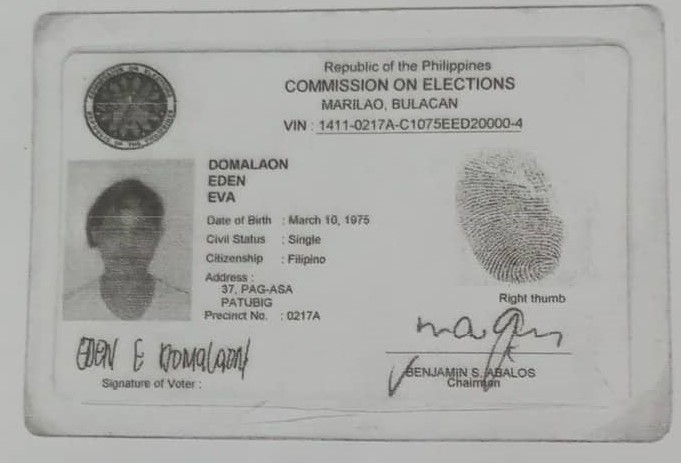 Republic of the Philippines
COMMISSION ON ELECTIONS
MARILAO, BULACAN
VIN : 1411-0217A-C1075EED20000-4
DOMALAON
EDEN
EVA
Date of Birth : March 10, 1975
Civil Status : Single
Citizenship : Filipino
Address :
37, PAG-ASA
PATUBIG
Precinct No. : 0217A
Right thumb
EDEN E DOMALAON
Signature of Voter :
BENJAMIN S. ABALOS
Chairman